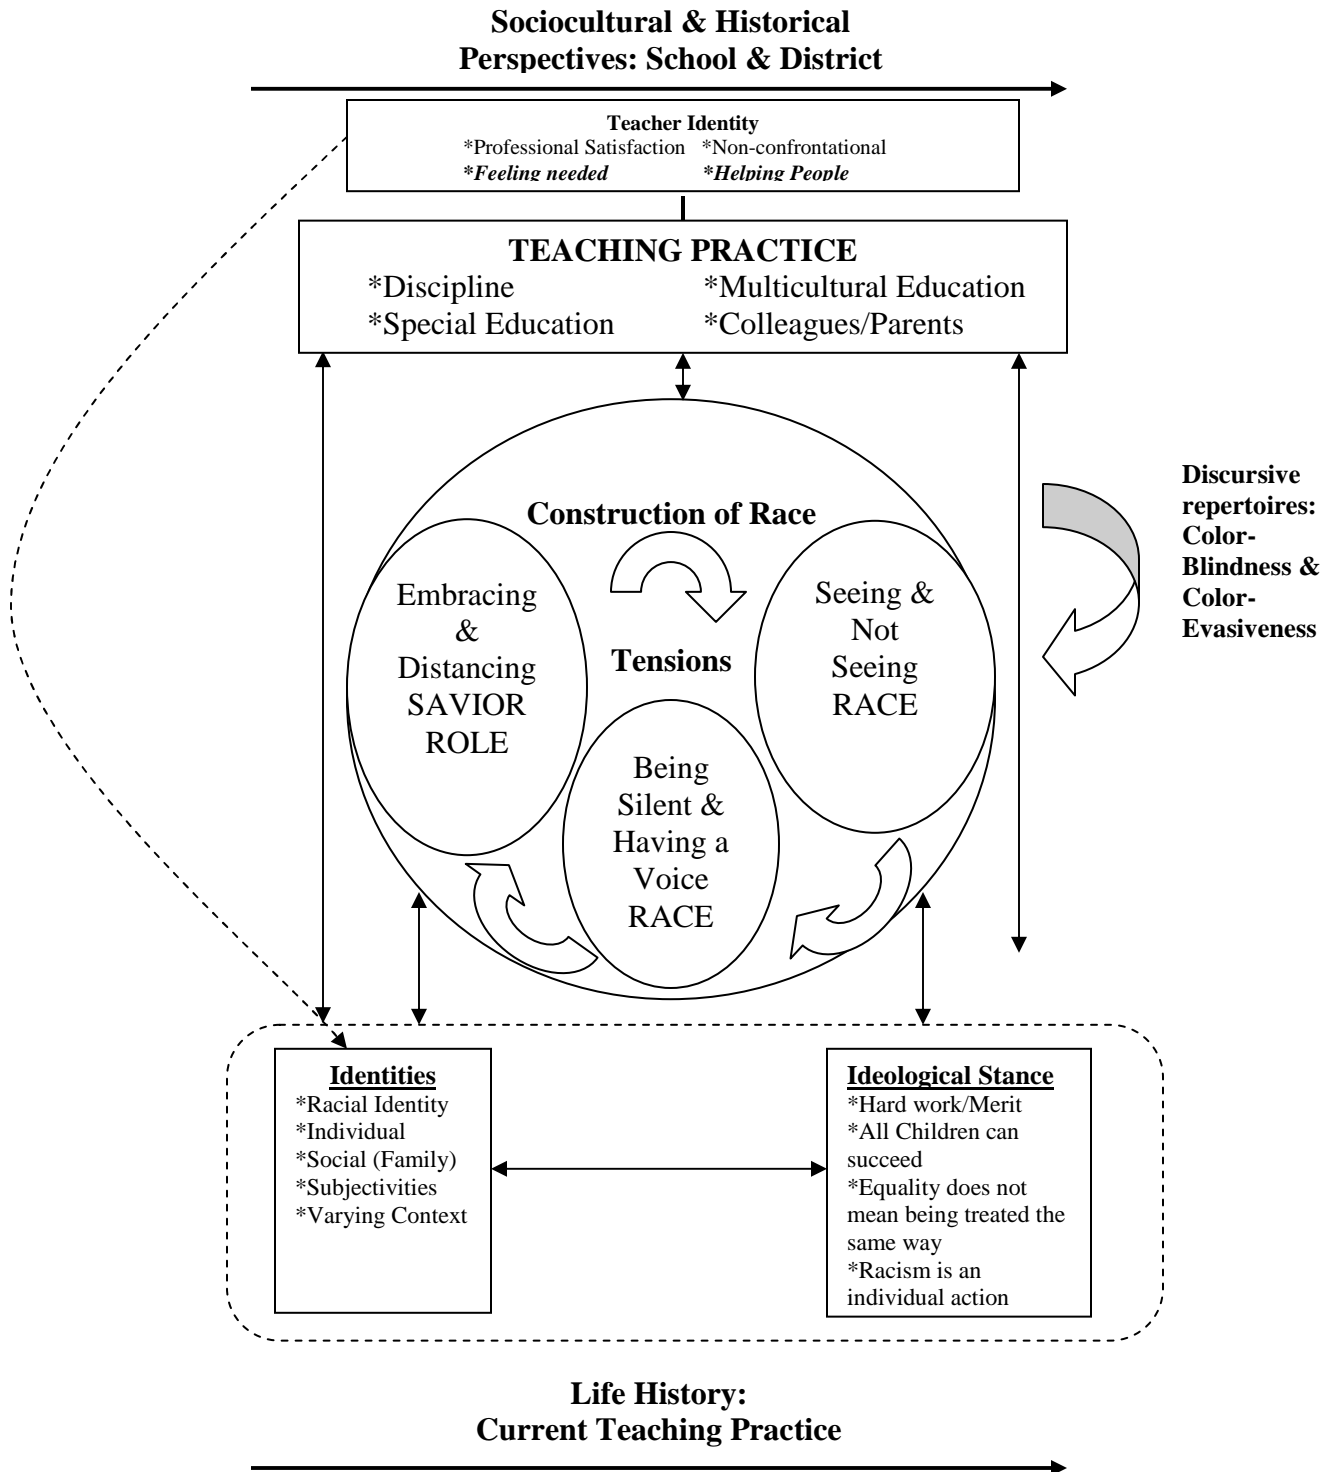 Sociocultural & Historical
Perspectives: School & District
Teacher Identity
*Professional Satisfaction *Non-confrontational
*Feeling needed *Helping People
TEACHING PRACTICE
*Discipline *Multicultural Education
*Special Education *Colleagues/Parents
Discursive
repertoires:
Color-
Blindness &
Color-
Evasiveness
Construction of Race
Embracing
&
Distancing
SAVIOR
ROLE
Tensions
Seeing &
Not
Seeing
RACE
Being
Silent &
Having a
Voice
RACE
Identities
*Racial Identity
*Individual
*Social (Family)
*Subjectivities
*Varying Context
Ideological Stance
*Hard work/Merit
*All Children can
succeed
*Equality does not
mean being treated the
same way
*Racism is an
individual action
Life History:
Current Teaching Practice